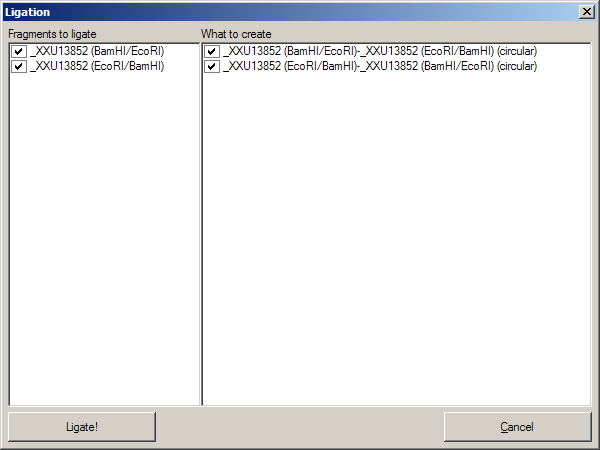 Ligation
Fragments to ligate
What to create
_XXU13852 (BamHI/EcoRI)
_XXU13852 (EcoRI/BamHI)
_XXU13852 (BamHI/EcoRI)-_XXU13852 (EcoRI/BamHI) (circular)
_XXU13852 (EcoRI/BamHI)-_XXU13852 (BamHI/EcoRI) (circular)
Ligate!
Cancel